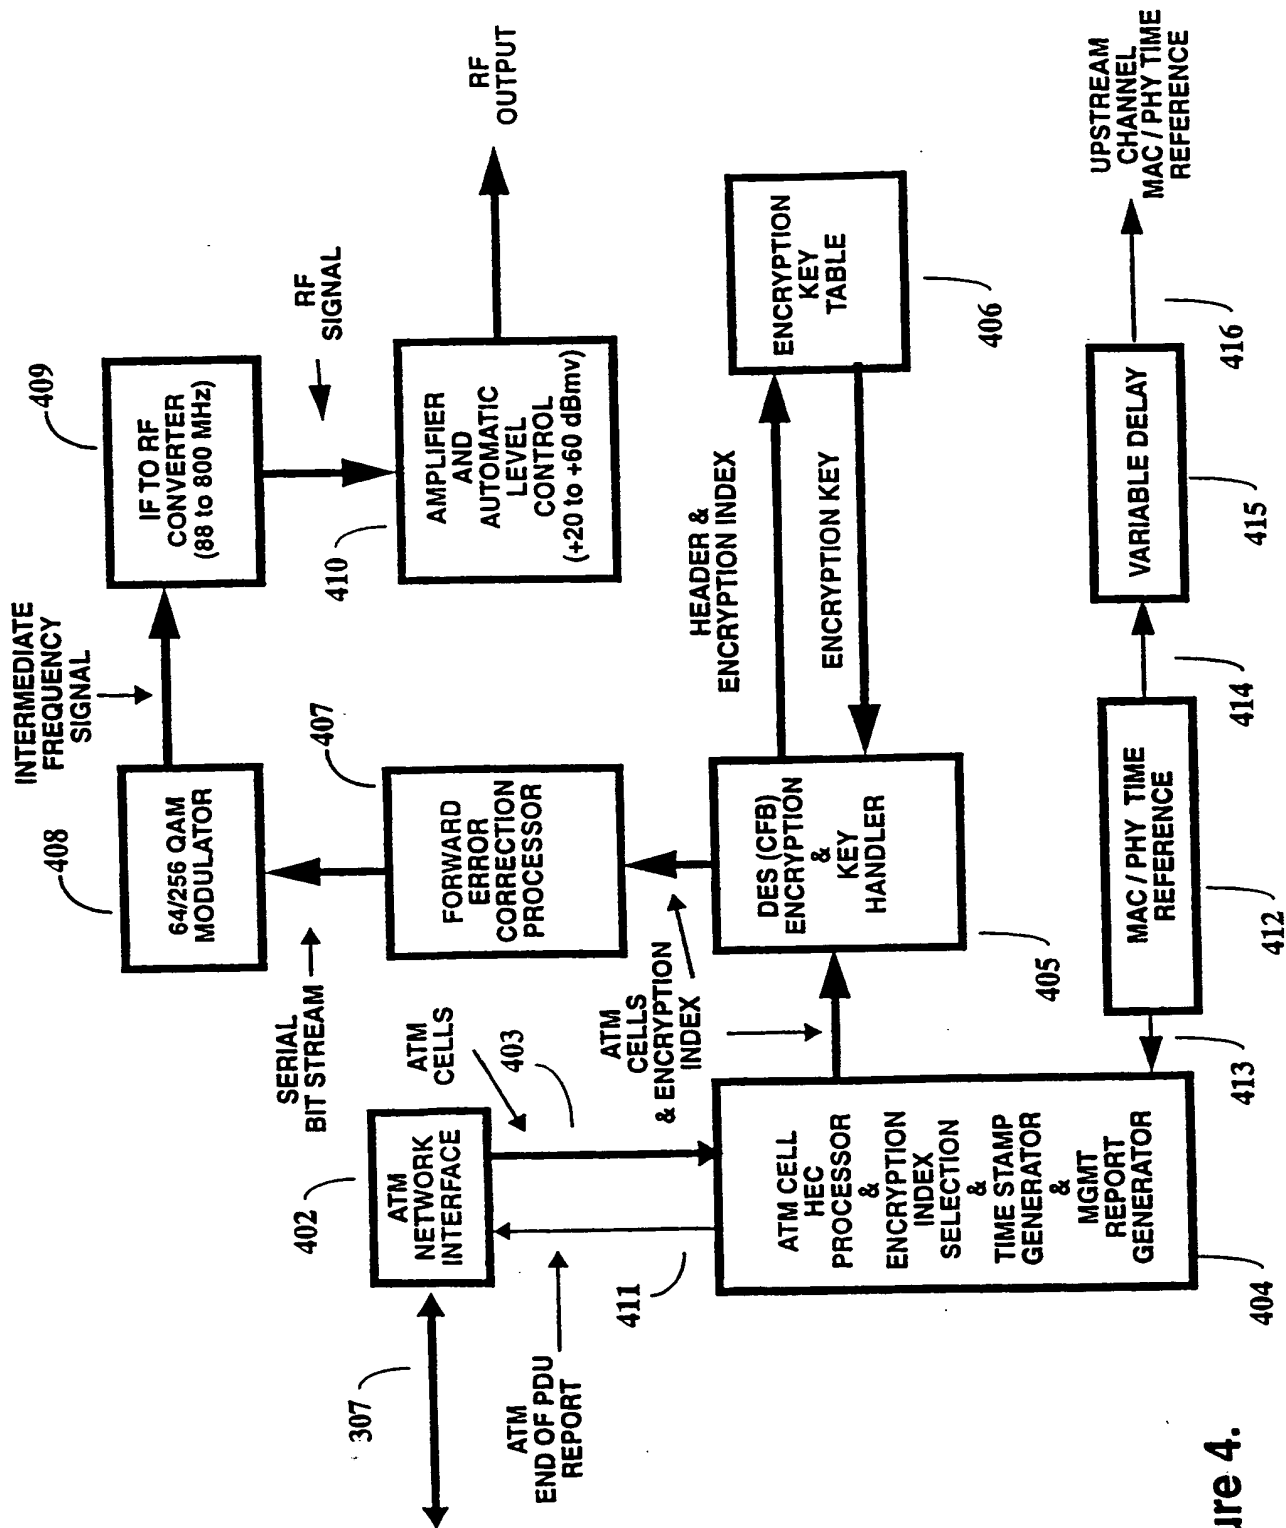 307
402
ATM
NETWORK
INTERFACE
ATM
END OF PDU
REPORT
411
ATM
CELLS
403
404
ATM CELL
HEC
PROCESSOR
&
ENCRYPTION
INDEX
SELECTION
&
TIME STAMP
GENERATOR
&
MGMT
REPORT
GENERATOR
413
ATM
CELLS
& ENCRYPTION
INDEX
405
DES (CFB)
ENCRYPTION
&
KEY
HANDLER
HEADER &
ENCRYPTION INDEX
ENCRYPTION KEY
ENCRYPTION
KEY
TABLE
406
407
FORWARD
ERROR
CORRECTION
PROCESSOR
SERIAL
BIT STREAM
408
64/256 QAM
MODULATOR
INTERMEDIATE
FREQUENCY
SIGNAL
409
IF TO RF
CONVERTER
(88 to 800 MHz)
RF
SIGNAL
410
AMPLIFIER
AND
AUTOMATIC
LEVEL
CONTROL
(+20 to +60 dBmv)
RF
OUTPUT
412
MAC / PHY TIME
REFERENCE
414
VARIABLE DELAY
415
416
UPSTREAM
CHANNEL
MAC / PHY TIME
REFERENCE
ure 4.